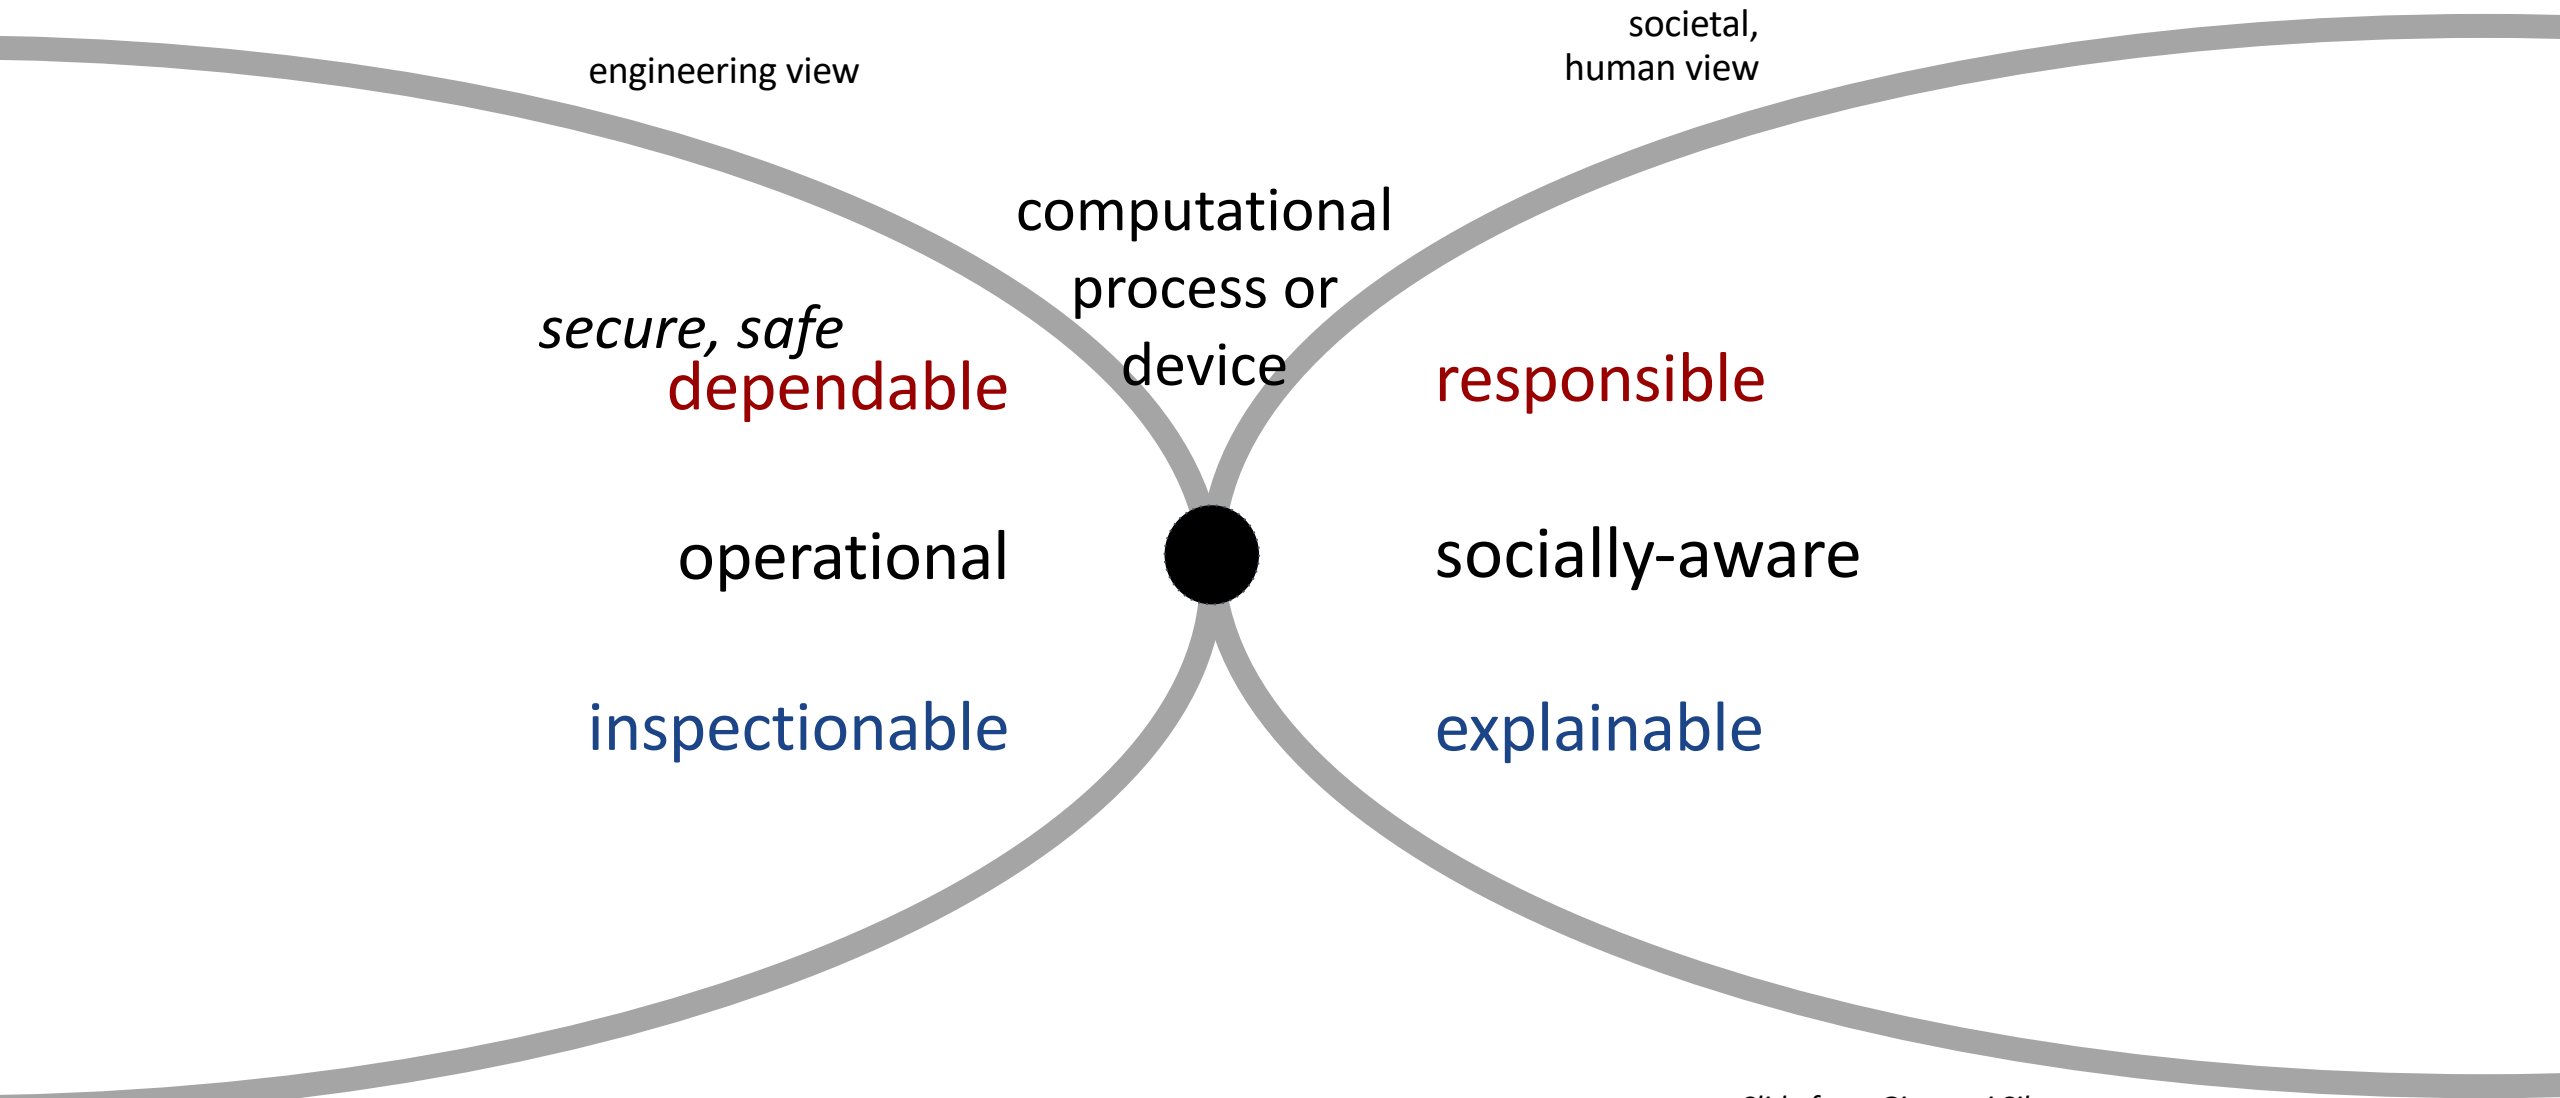 societal,
engineering view
human view
computational
process or
device
secure, safe
dependable
responsible
operational
socially-aware
inspectionable
explainable